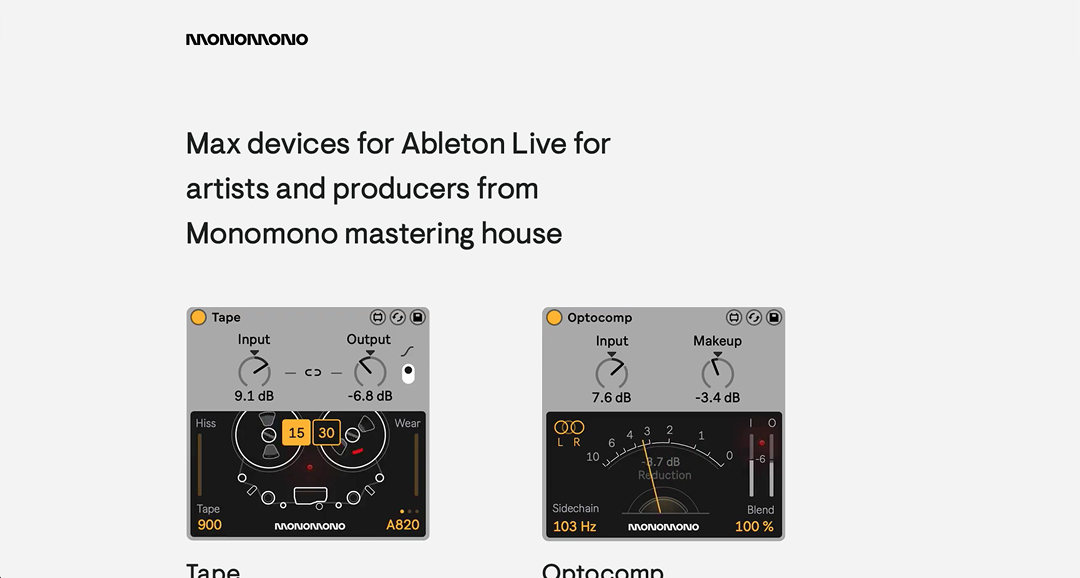 MONOMONO
Max devices for Ableton Live for
artists and producers from
Monomono mastering house
Tape
Input
Output
9.1 dB
-6.8 dB
Hiss
15
30
Wear
Tape
900
MONOMONO
A820
Optocomp
Input
Makeup
7.6 dB
-3.4 dB
L R
10 6 4 3 2 1 0
-3.7 dB
Reduction
I O
-6
Sidechain
103 Hz
MONOMONO
Blend
100 %
Tape
Optocomp